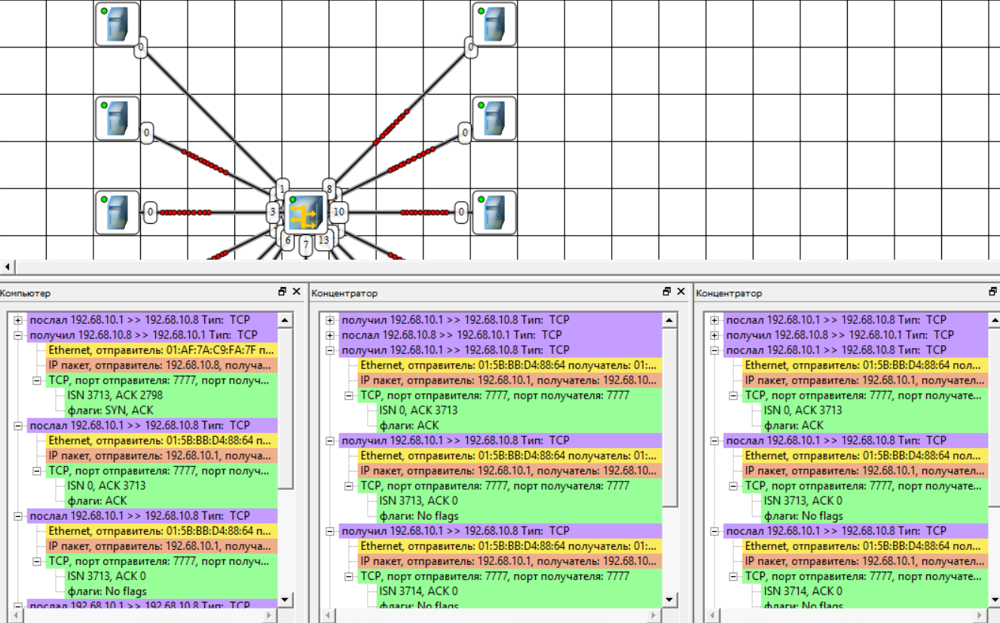 0
0
0
0
1
8
0
3
10
0
6
7
13
Компьютер
послал 192.68.10.1 >> 192.68.10.8 Тип: TCP
получил 192.68.10.8 >> 192.68.10.1 Тип: TCP
Ethernet, отправитель: 01:AF:7A:C9:FA:7F п...
IP пакет, отправитель: 192.68.10.8, получа...
TCP, порт отправителя: 7777, порт получ...
ISN 3713, ACK 2798
флаги: SYN, ACK
послал 192.68.10.1 >> 192.68.10.8 Тип: TCP
Ethernet, отправитель: 01:5B:BB:D4:88:64 п...
IP пакет, отправитель: 192.68.10.1, получа...
TCP, порт отправителя: 7777, порт получ...
ISN 0, ACK 3713
флаги: ACK
послал 192.68.10.1 >> 192.68.10.8 Тип: TCP
Ethernet, отправитель: 01:5B:BB:D4:88:64 п...
IP пакет, отправитель: 192.68.10.1, получа...
TCP, порт отправителя: 7777, порт получ...
ISN 3713, ACK 0
флаги: No flags
послал 192.68.10.1 >> 192.68.10.8 Тип: TCP
Концентратор
получил 192.68.10.1 >> 192.68.10.8 Тип: TCP
послал 192.68.10.8 >> 192.68.10.1 Тип: TCP
получил 192.68.10.1 >> 192.68.10.8 Тип: TCP
Ethernet, отправитель: 01:5B:BB:D4:88:64 получатель: 01:...
IP пакет, отправитель: 192.68.10.1, получатель: 192.68.10...
TCP, порт отправителя: 7777, порт получателя: 7777
ISN 0, ACK 3713
флаги: ACK
получил 192.68.10.1 >> 192.68.10.8 Тип: TCP
Ethernet, отправитель: 01:5B:BB:D4:88:64 получатель: 01:...
IP пакет, отправитель: 192.68.10.1, получатель: 192.68.10...
TCP, порт отправителя: 7777, порт получателя: 7777
ISN 3713, ACK 0
флаги: No flags
получил 192.68.10.1 >> 192.68.10.8 Тип: TCP
Ethernet, отправитель: 01:5B:BB:D4:88:64 получатель: 01:...
IP пакет, отправитель: 192.68.10.1, получатель: 192.68.10...
TCP, порт отправителя: 7777, порт получателя: 7777
ISN 3714, ACK 0
флаги: No flags
Концентратор
послал 192.68.10.1 >> 192.68.10.8 Тип: TCP
получил 192.68.10.8 >> 192.68.10.1 Тип: TCP
послал 192.68.10.1 >> 192.68.10.8 Тип: TCP
Ethernet, отправитель: 01:5B:BB:D4:88:64 пол...
IP пакет, отправитель: 192.68.10.1, получател...
TCP, порт отправителя: 7777, порт получате...
ISN 0, ACK 3713
флаги: ACK
послал 192.68.10.1 >> 192.68.10.8 Тип: TCP
Ethernet, отправитель: 01:5B:BB:D4:88:64 пол...
IP пакет, отправитель: 192.68.10.1, получател...
TCP, порт отправителя: 7777, порт получате...
ISN 3713, ACK 0
флаги: No flags
послал 192.68.10.1 >> 192.68.10.8 Тип: TCP
Ethernet, отправитель: 01:5B:BB:D4:88:64 пол...
IP пакет, отправитель: 192.68.10.1, получател...
TCP, порт отправителя: 7777, порт получате...
ISN 3714, ACK 0
флаги: No flags